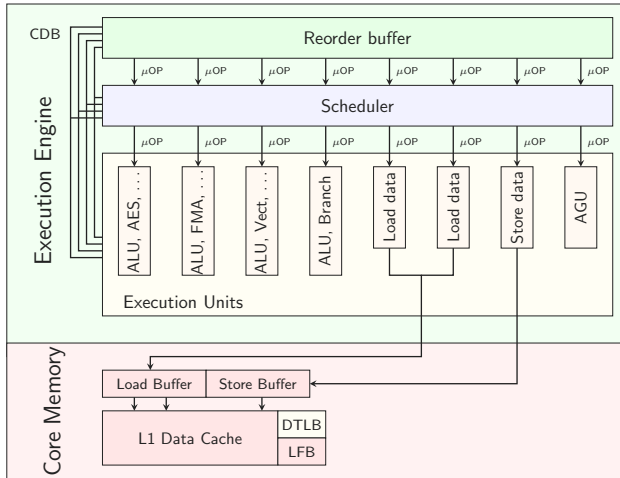 CDB
Reorder buffer
μOP μOP μOP μOP μOP μOP μOP μOP
Scheduler
μOP μOP μOP μOP μOP μOP μOP μOP
Execution Engine
ALU, AES, ...
ALU, FMA, ...
ALU, Vect, ...
ALU, Branch
Load data
Load data
Store data
AGU
Execution Units
Core Memory
Load Buffer
Store Buffer
L1 Data Cache
DTLB
LFB